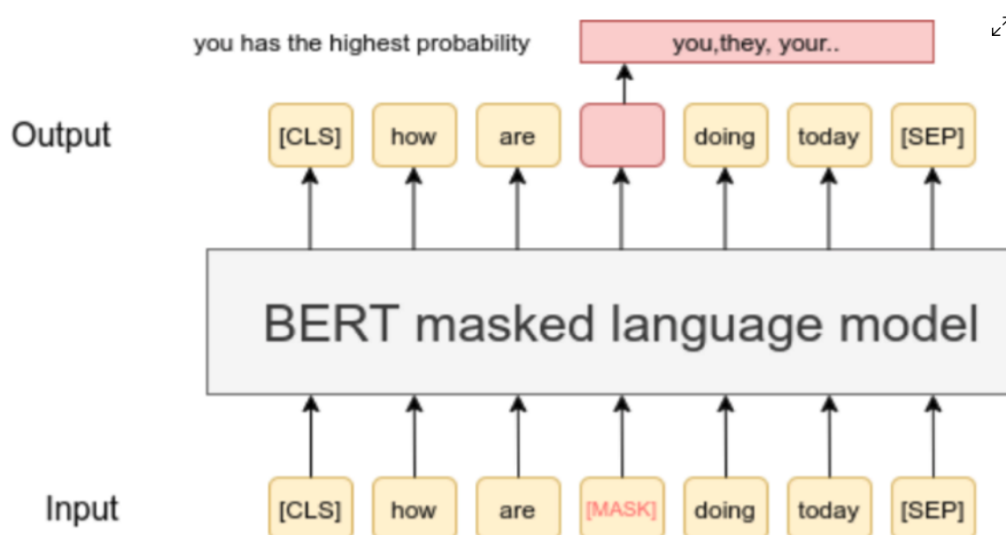 you has the highest probability
you,they, your..
Output
[CLS] how are doing today [SEP]
BERT masked language model
Input
[CLS] how are [MASK] doing today [SEP]